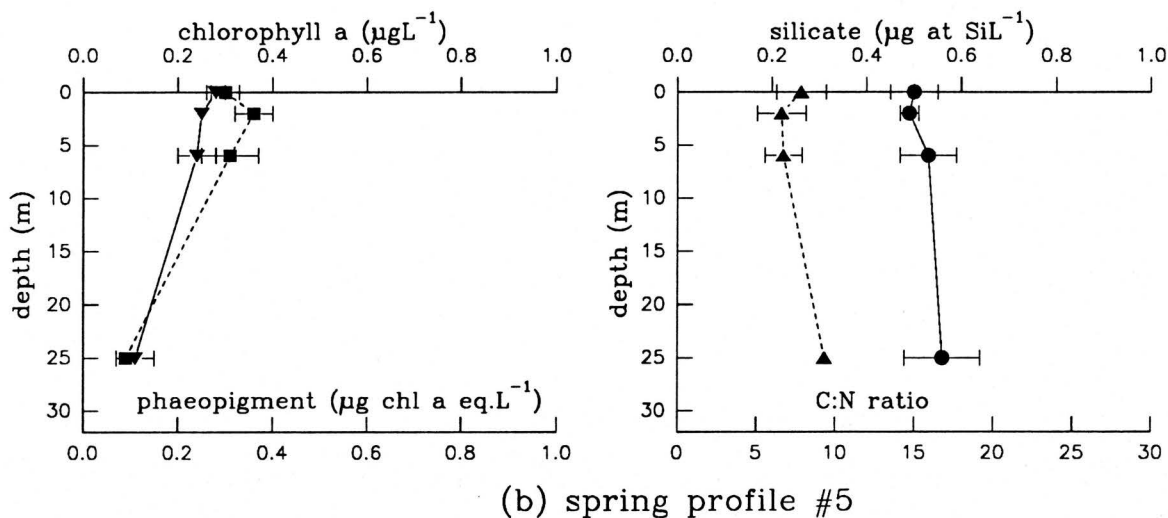 chlorophyll a (µgL⁻¹)
0.0 0.2 0.4 0.6 0.8 1.0
0
5
10
15
20
25
30
depth (m)
phaeopigment (µg chl a eq.L⁻¹)
0.0 0.2 0.4 0.6 0.8 1.0
silicate (µg at SiL⁻¹)
0.0 0.2 0.4 0.6 0.8 1.0
0
5
10
15
20
25
30
depth (m)
C:N ratio
0 5 10 15 20 25 30
(b) spring profile #5